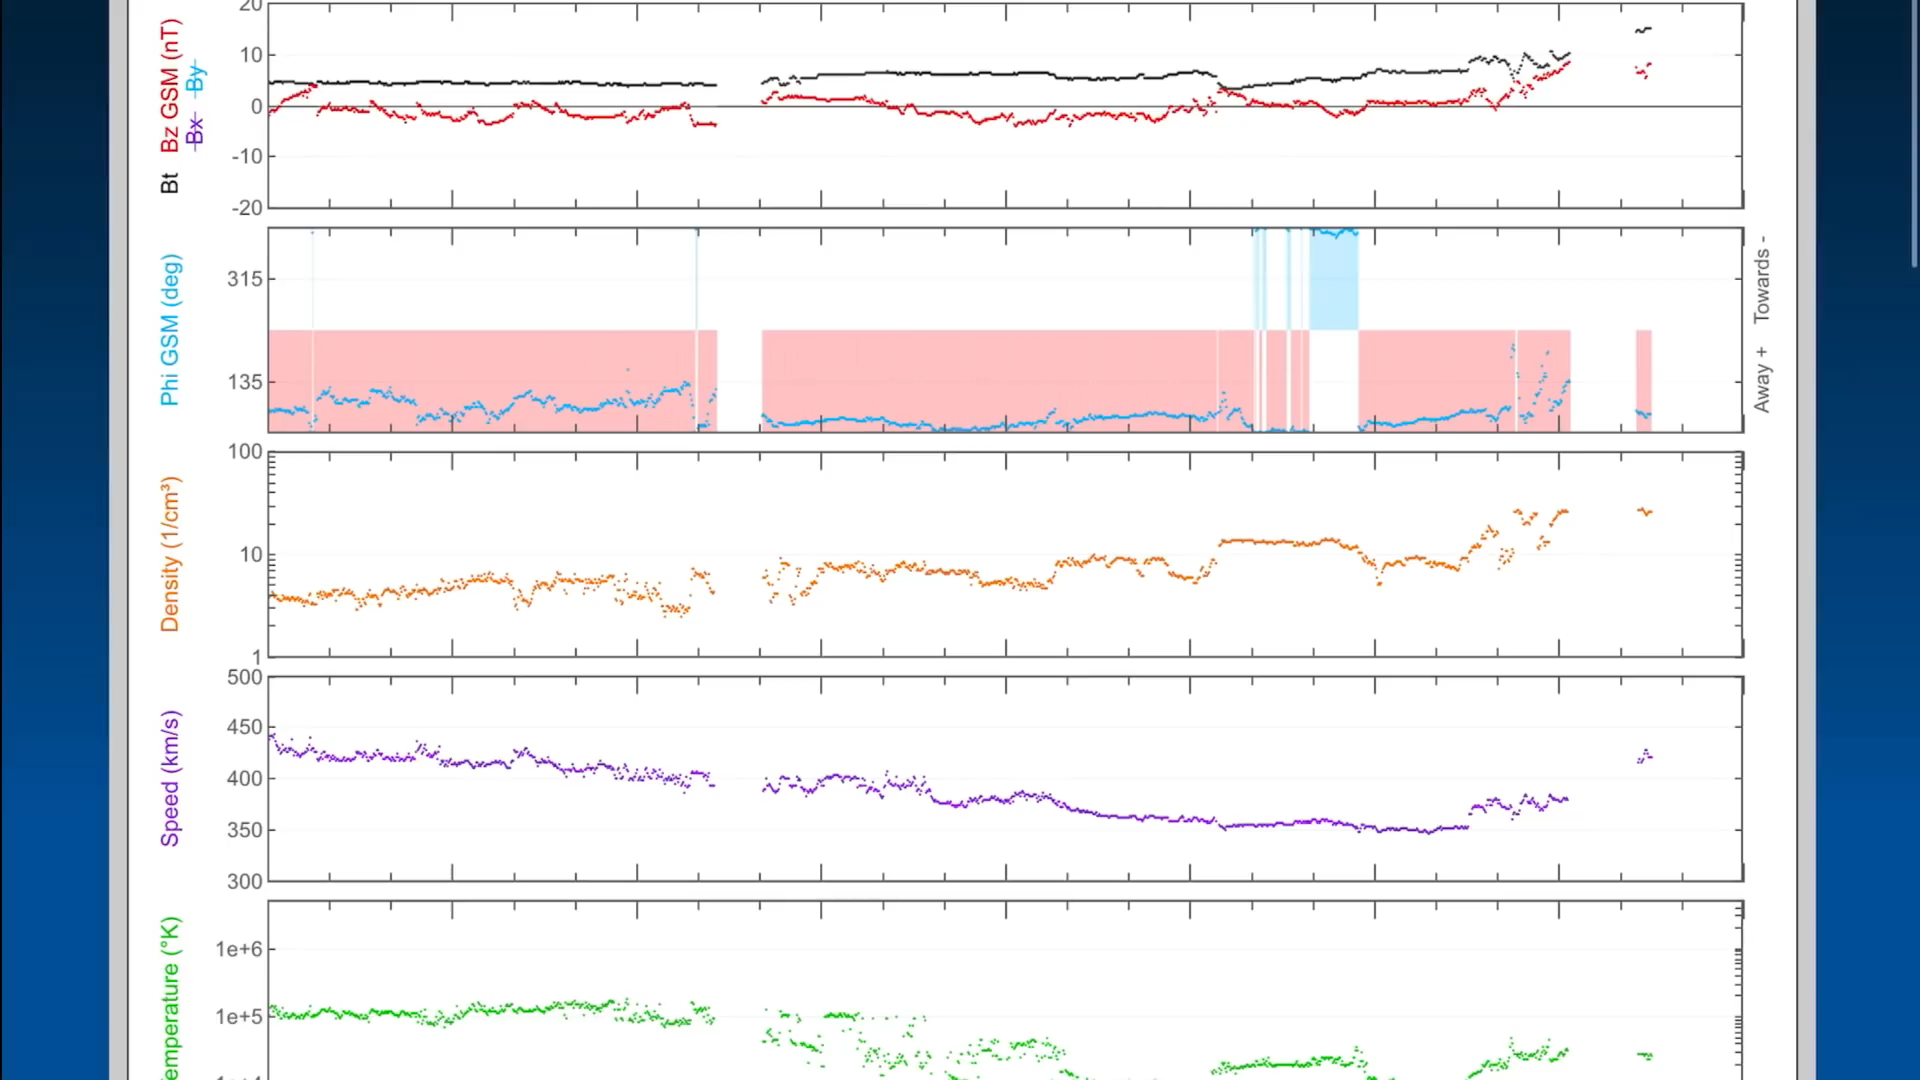 Bt Bz GSM (nT)
Bx By
20
10
0
-10
-20
Phi GSM (deg)
315
135
Away + Towards -
Density (1/cm³)
100
10
1
Speed (km/s)
500
450
400
350
300
emperature (°K)
1e+6
1e+5